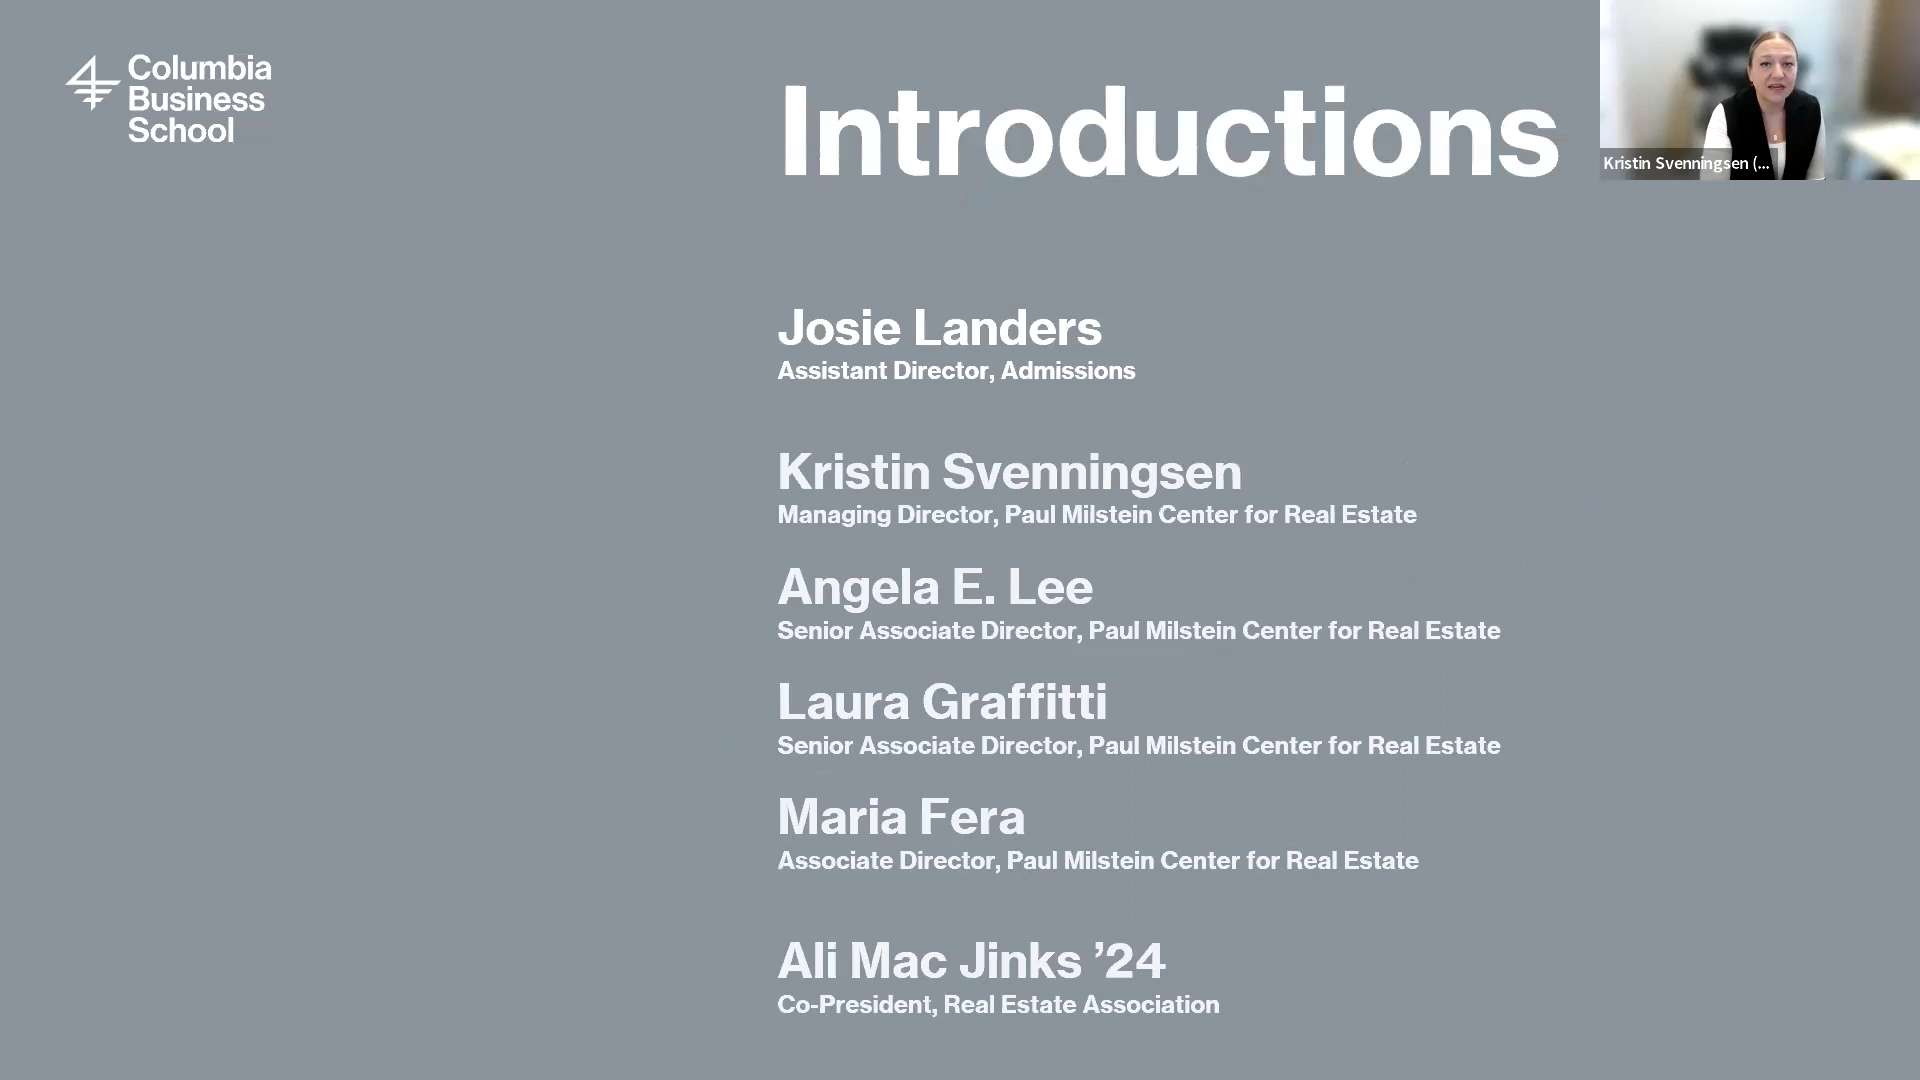 Columbia
Business
School
Introductions
Kristin Svenningsen (...
Josie Landers
Assistant Director, Admissions
Kristin Svenningsen
Managing Director, Paul Milstein Center for Real Estate
Angela E. Lee
Senior Associate Director, Paul Milstein Center for Real Estate
Laura Graffitti
Senior Associate Director, Paul Milstein Center for Real Estate
Maria Fera
Associate Director, Paul Milstein Center for Real Estate
Ali Mac Jinks ’24
Co-President, Real Estate Association